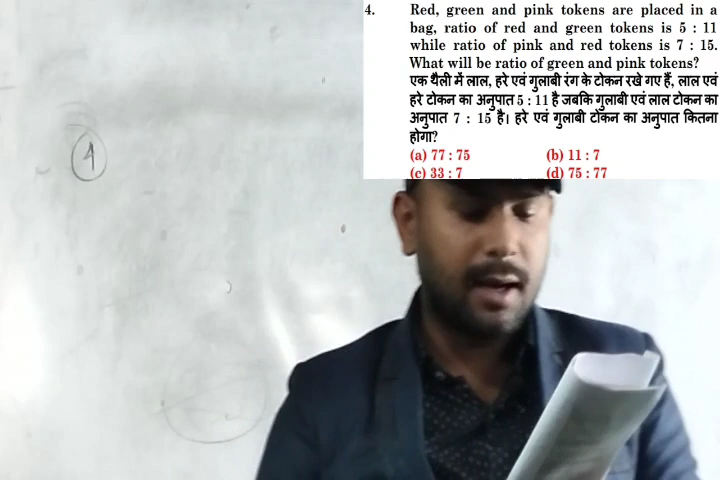 4. Red, green and pink tokens are placed in a
bag, ratio of red and green tokens is 5 : 11
while ratio of pink and red tokens is 7 : 15.
What will be ratio of green and pink tokens?
एक थैली में लाल, हरे एवं गुलाबी रंग के टोकन रखे गए हैं, लाल एवं
हरे टोकन का अनुपात 5 : 11 है जबकि गुलाबी एवं लाल टोकन का
अनुपात 7 : 15 है। हरे एवं गुलाबी टोकन का अनुपात कितना
होगा?
(a) 77 : 75 (b) 11 : 7
(c) 33 : 7 (d) 75 : 77
4